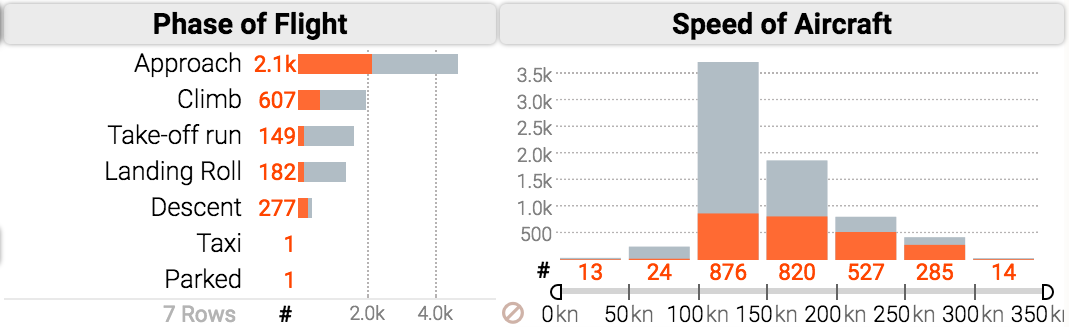 Phase of Flight
Approach 2.1k
Climb 607
Take-off run 149
Landing Roll 182
Descent 277
Taxi 1
Parked 1
7 Rows # 2.0k 4.0k
Speed of Aircraft
3.5k
3.0k
2.5k
2.0k
1.5k
1.0k
500
# 13 24 876 820 527 285 14
0kn 50kn 100kn 150kn 200kn 250kn 300kn 350kn